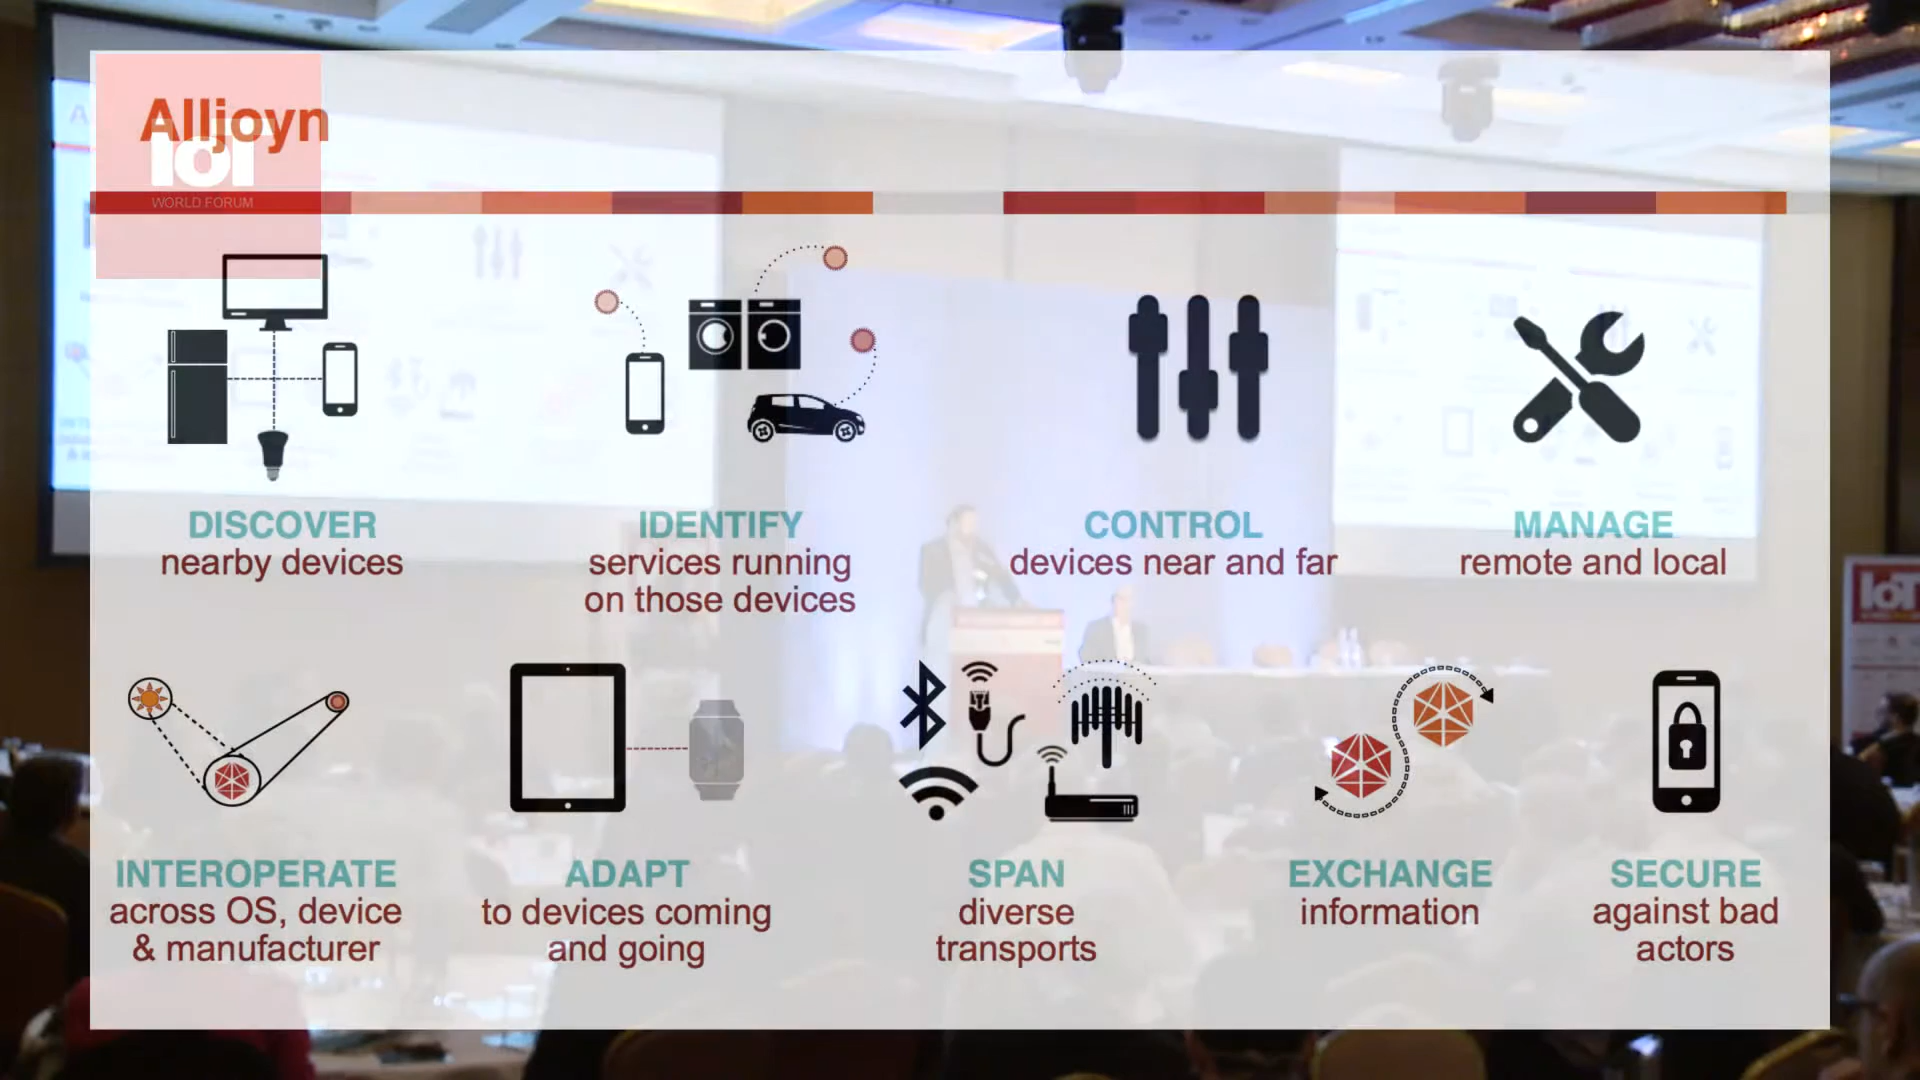 Alljoyn
IOT
WORLD FORUM
DISCOVER
nearby devices
IDENTIFY
services running
on those devices
CONTROL
devices near and far
MANAGE
remote and local
INTEROPERATE
across OS, device
& manufacturer
ADAPT
to devices coming
and going
SPAN
diverse
transports
EXCHANGE
information
SECURE
against bad
actors
IoT